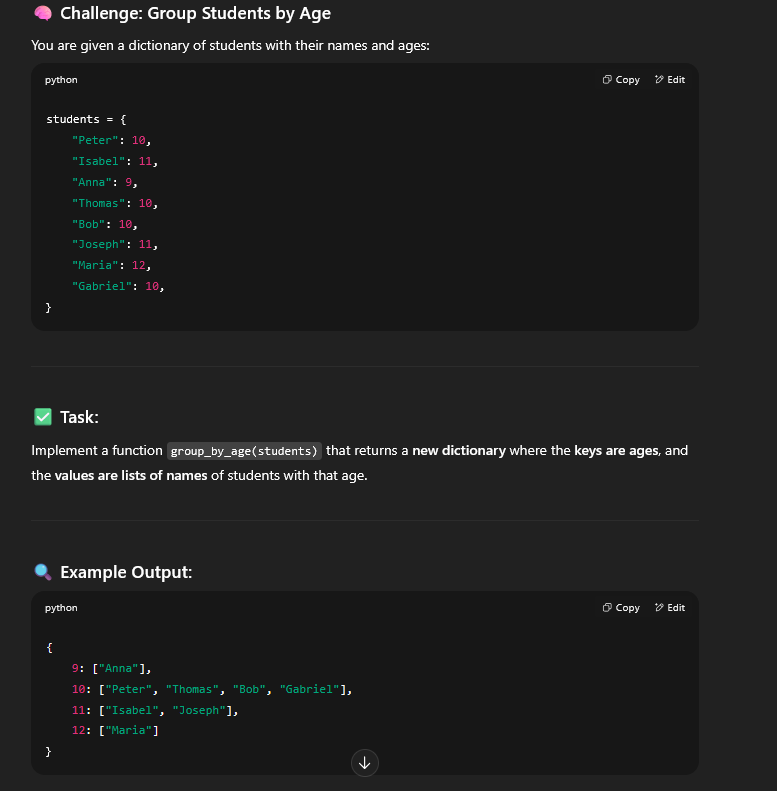 Challenge: Group Students by Age
You are given a dictionary of students with their names and ages:
python Copy Edit
students = {
    "Peter": 10,
    "Isabel": 11,
    "Anna": 9,
    "Thomas": 10,
    "Bob": 10,
    "Joseph": 11,
    "Maria": 12,
    "Gabriel": 10,
}
Task:
Implement a function group_by_age(students) that returns a new dictionary where the keys are ages, and
the values are lists of names of students with that age.
Example Output:
python Copy Edit
{
    9: ["Anna"],
    10: ["Peter", "Thomas", "Bob", "Gabriel"],
    11: ["Isabel", "Joseph"],
    12: ["Maria"]
}